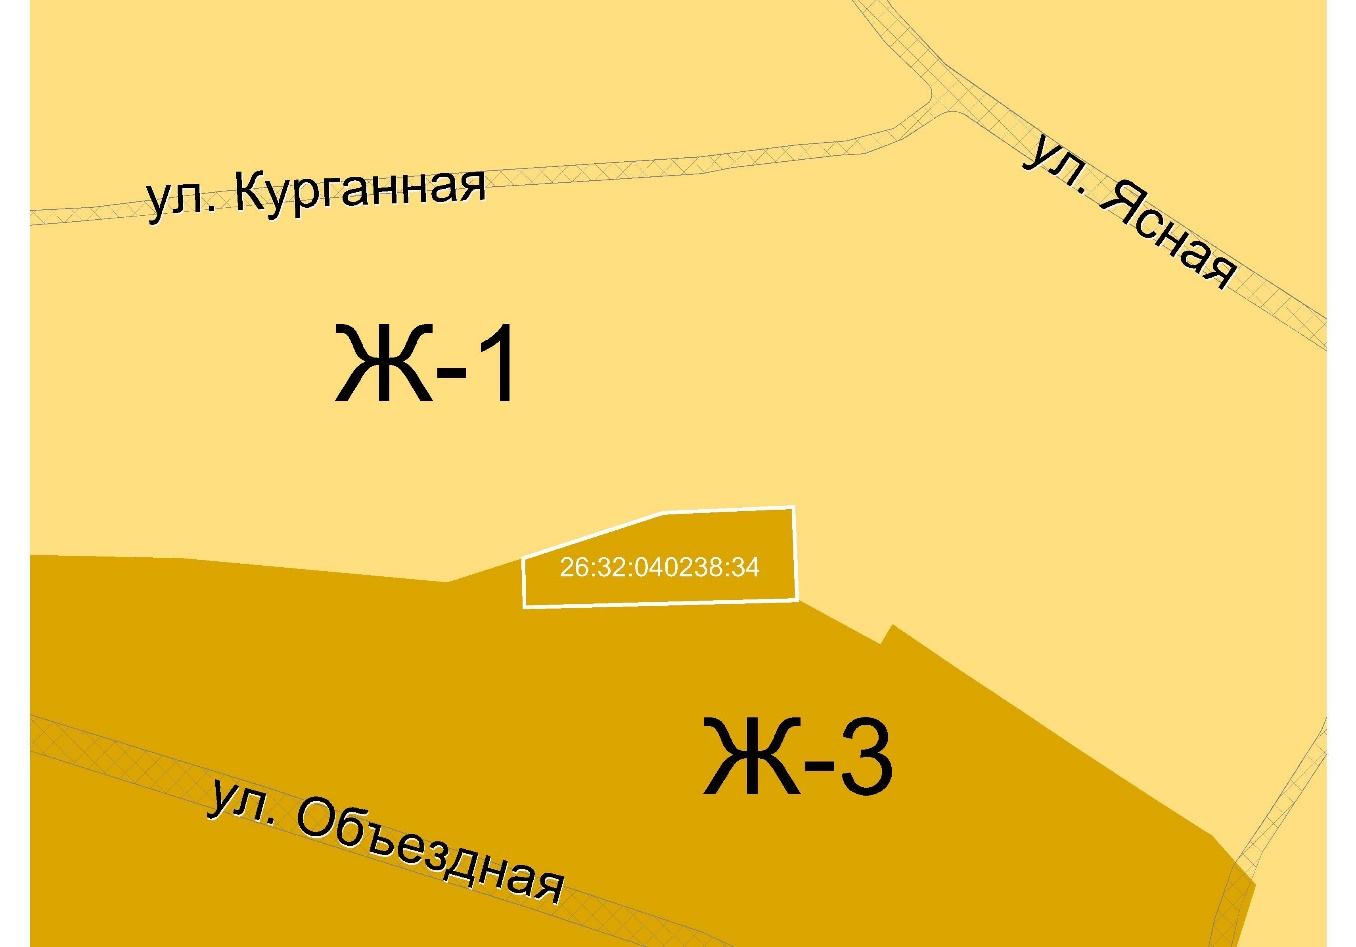 ул. Курганная
ул. Ясная
Ж-1
26:32:040238:34
Ж-3
ул. Объездная